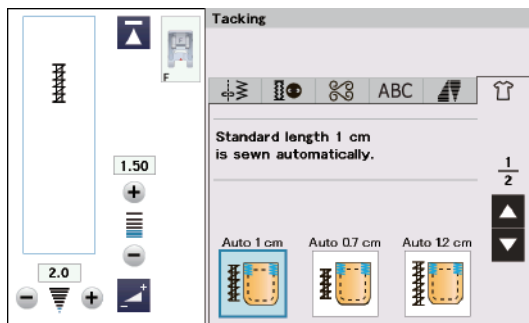 Tacking
F
ABC
Standard length 1 cm
is sewn automatically.
1.50
1
2
Auto 1 cm Auto 0.7 cm Auto 1.2 cm
2.0